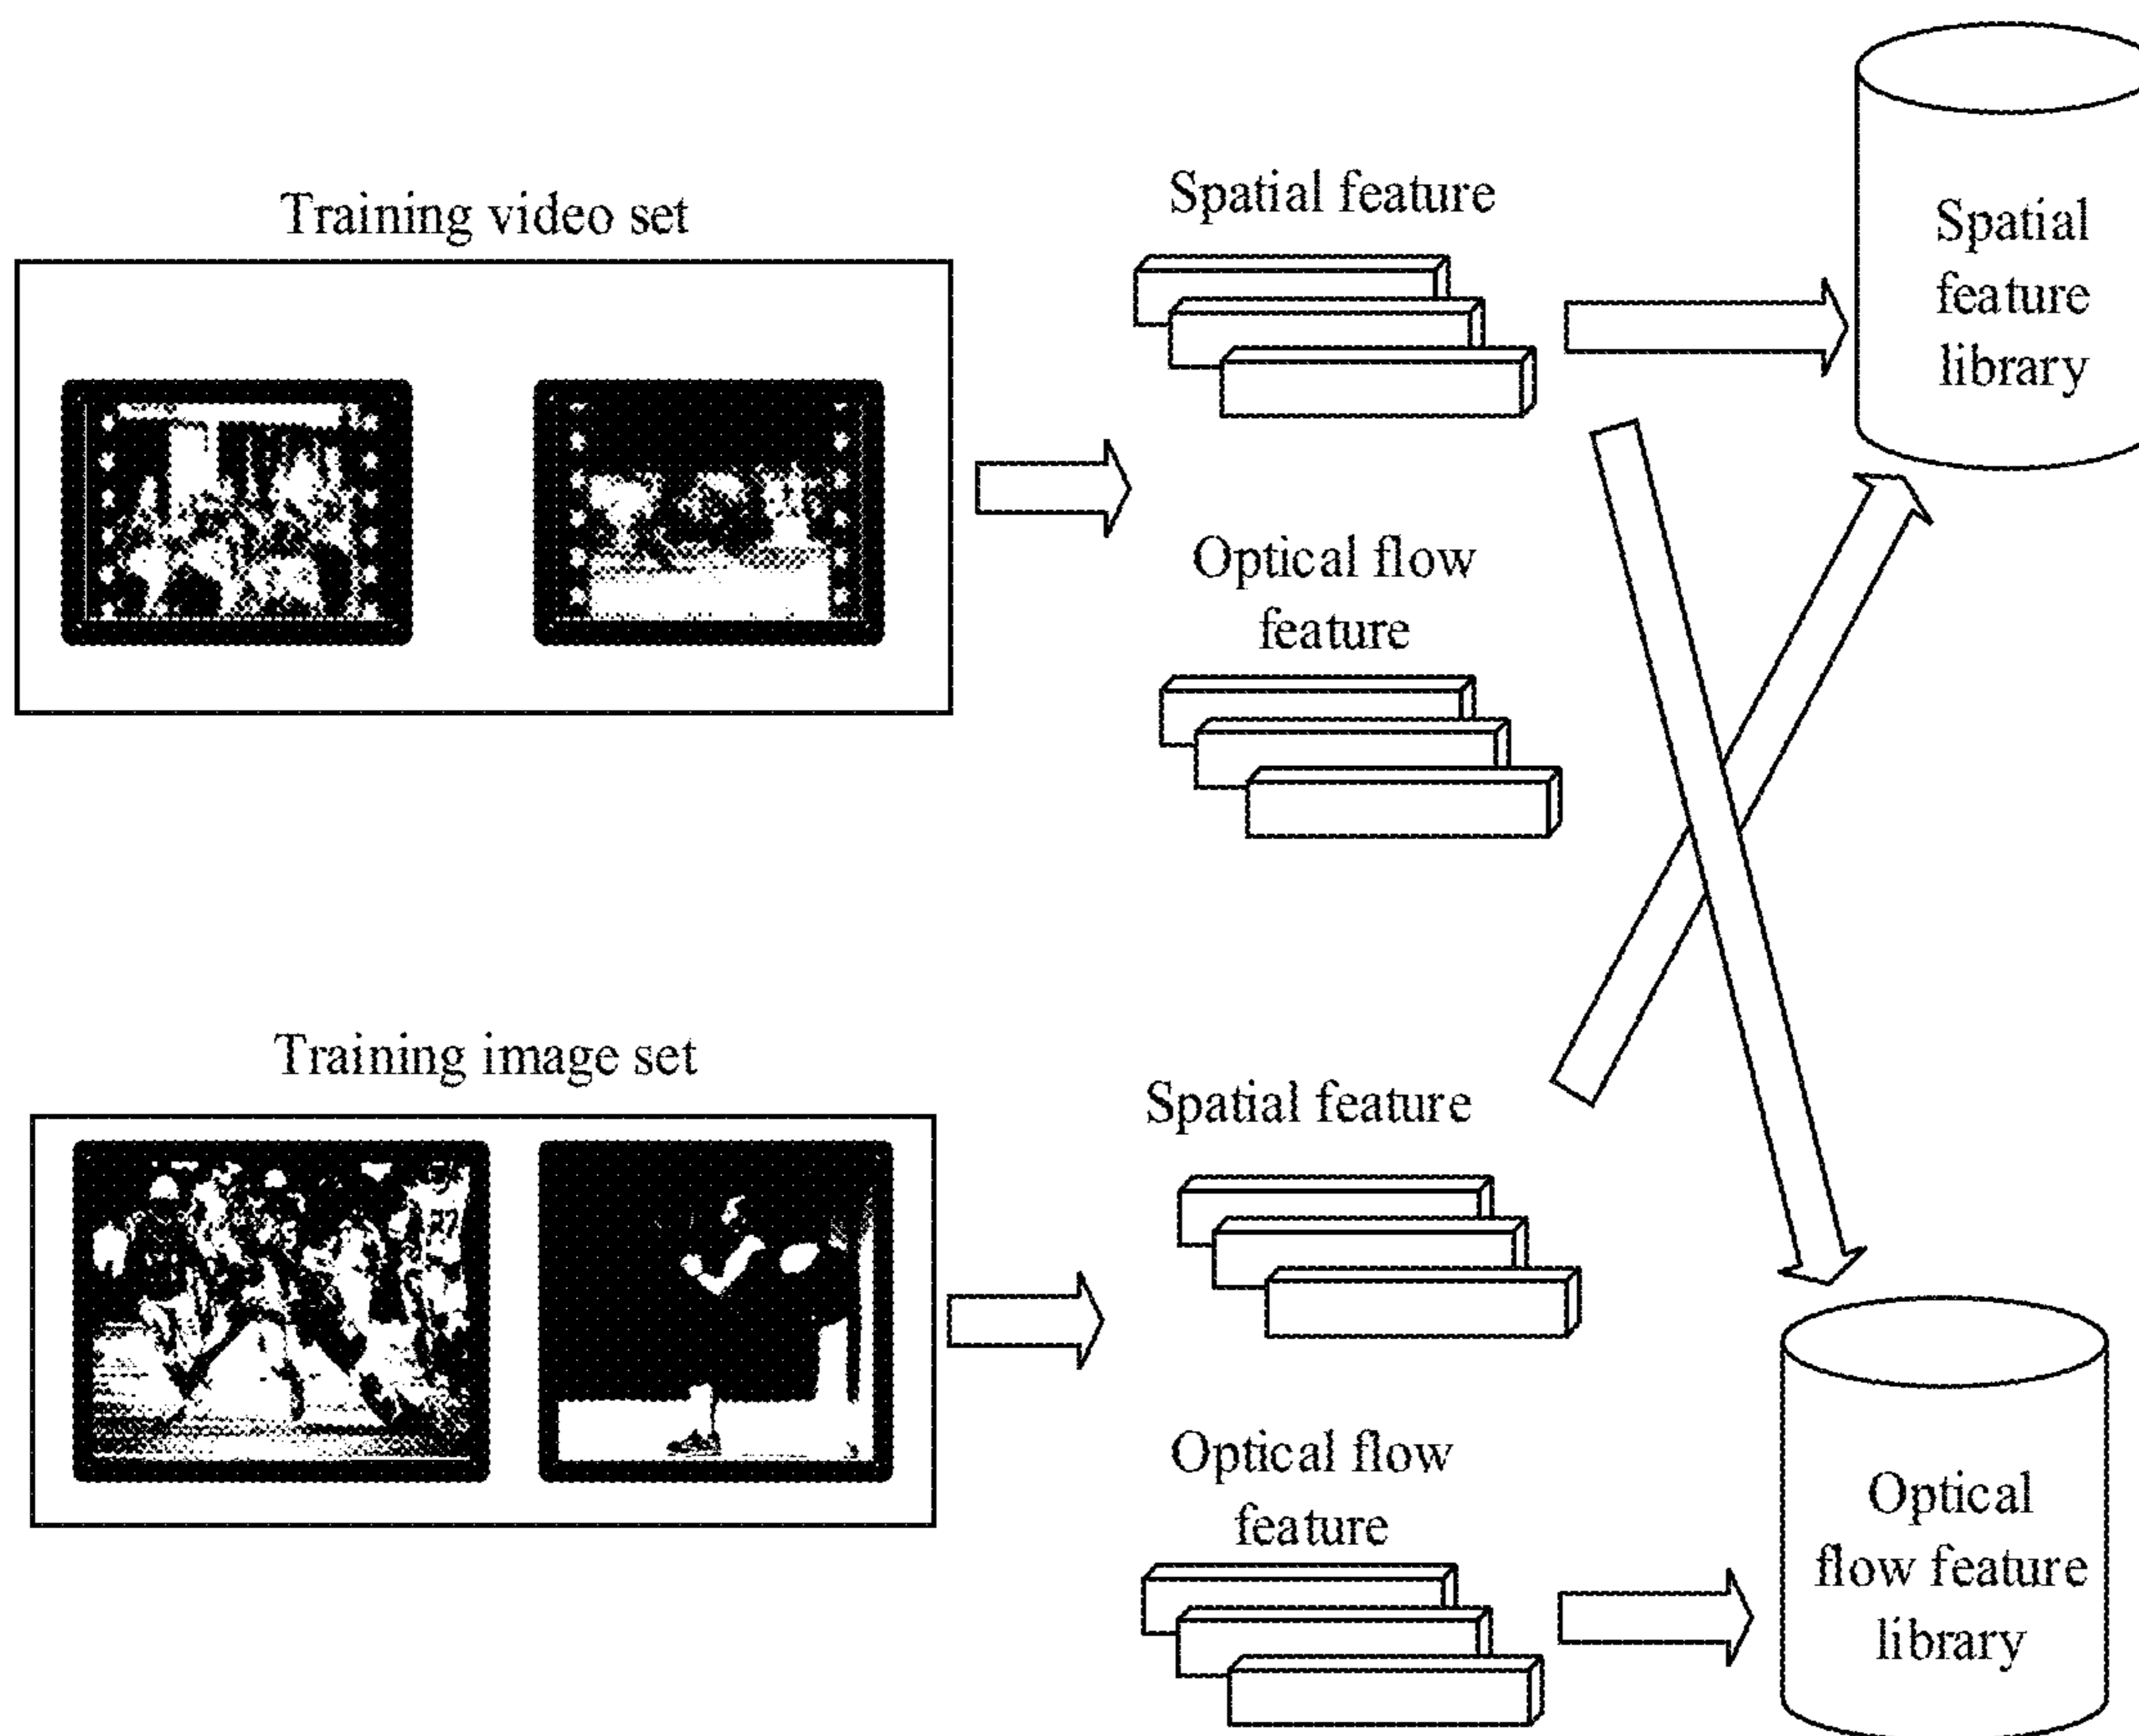 Training video set
Spatial feature
Optical flow
feature
Spatial
feature
library
Training image set
Spatial feature
Optical flow
feature
Optical
flow feature
library